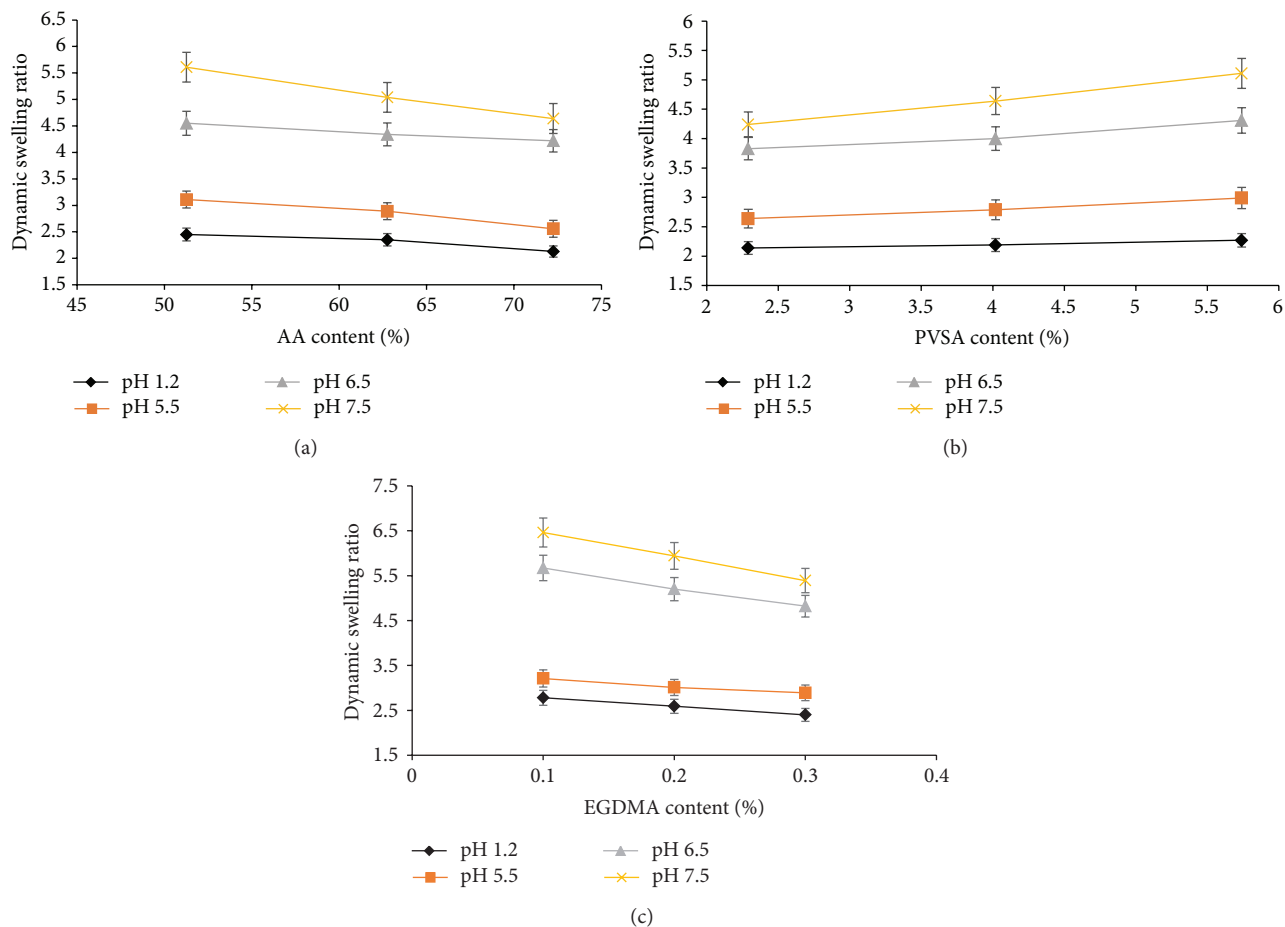 Dynamic swelling ratio
6.5
6
5.5
5
4.5
4
3.5
3
2.5
2
1.5
45 50 55 60 65 70 75
AA content (%)
pH 1.2 pH 6.5
pH 5.5 pH 7.5
(a)
Dynamic swelling ratio
6
5.5
5
4.5
4
3.5
3
2.5
2
1.5
2 2.5 3 3.5 4 4.5 5 5.5 6
PVSA content (%)
pH 1.2 pH 6.5
pH 5.5 pH 7.5
(b)
Dynamic swelling ratio
7.5
6.5
5.5
4.5
3.5
2.5
1.5
0 0.1 0.2 0.3 0.4
EGDMA content (%)
pH 1.2 pH 6.5
pH 5.5 pH 7.5
(c)